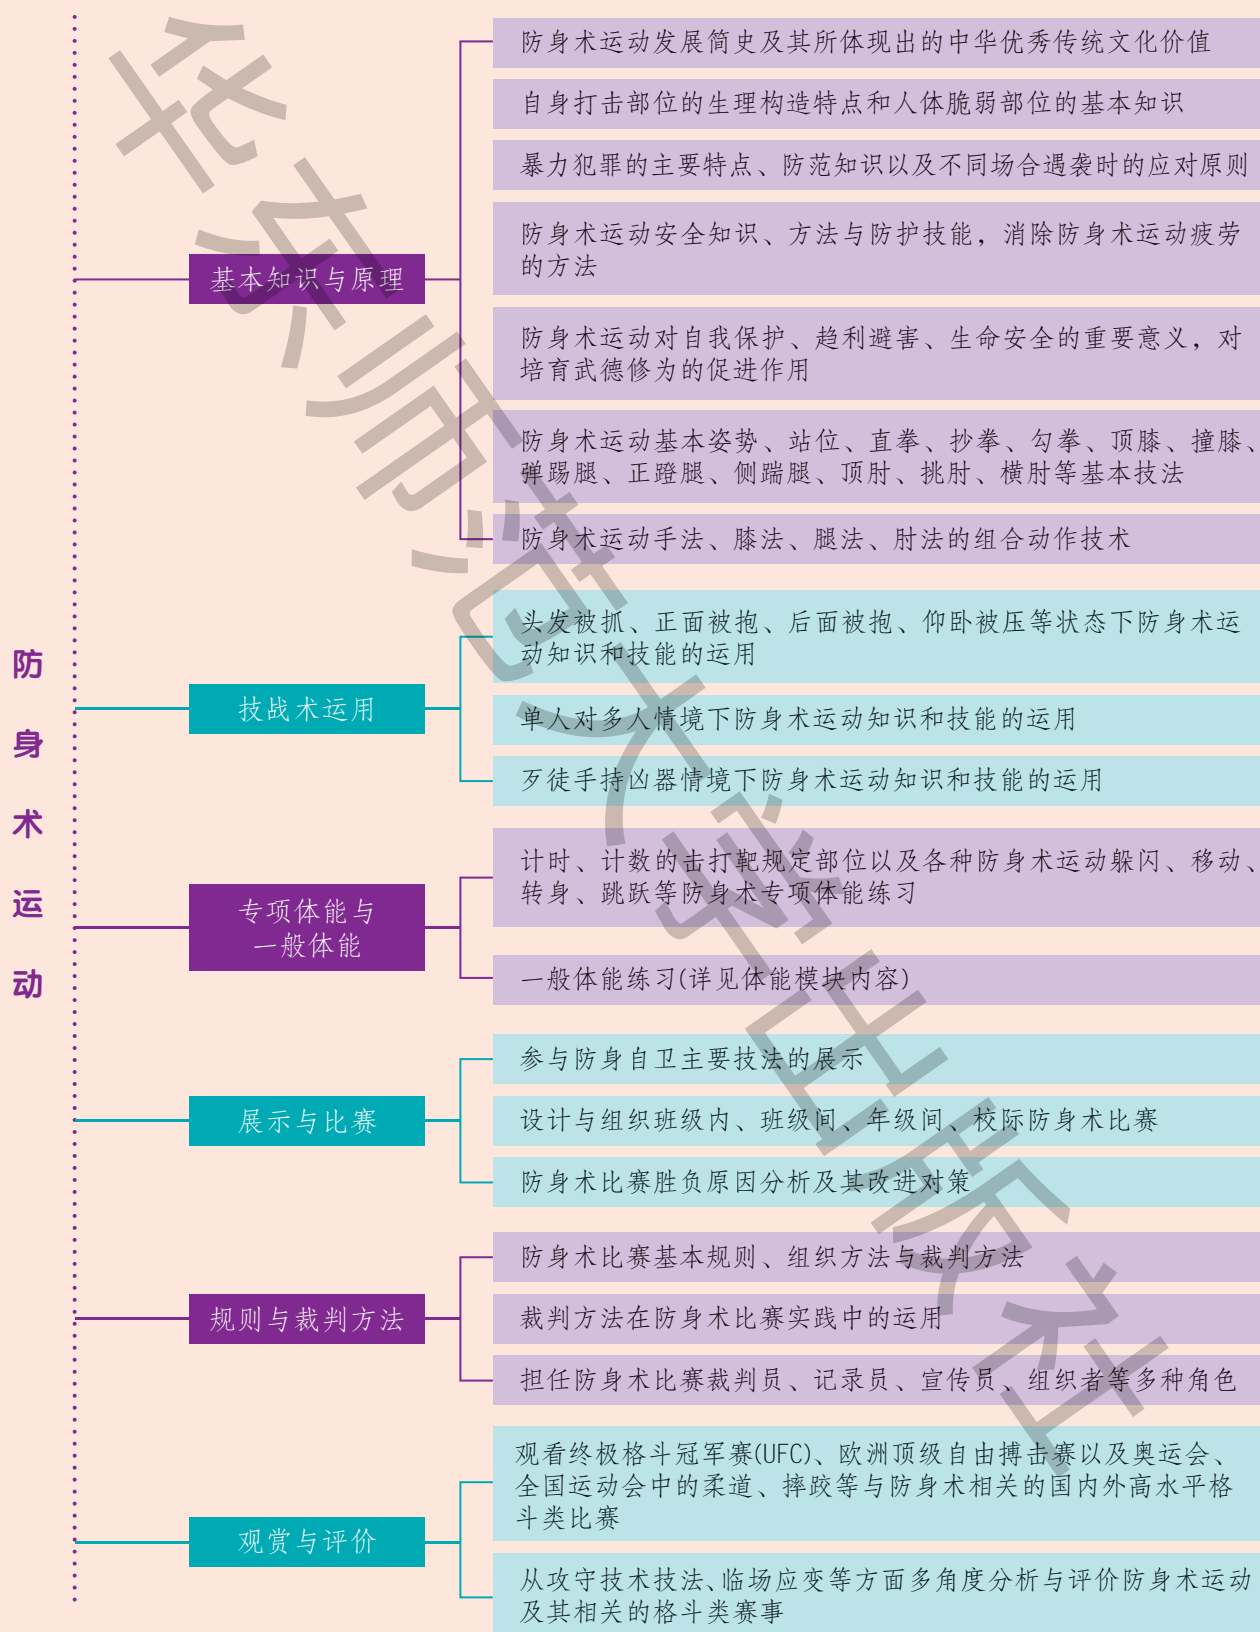 防身术运动
基本知识与原理
防身术运动发展简史及其所体现出的中华优秀传统文化价值
自身打击部位的生理构造特点和人体脆弱部位的基本知识
暴力犯罪的主要特点、防范知识以及不同场合遇袭时的应对原则
防身术运动安全知识、方法与防护技能，消除防身术运动疲劳
的方法
防身术运动对自我保护、趋利避害、生命安全的重要意义，对
培育武德修为的促进作用
防身术运动基本姿势、站位、直拳、抄拳、勾拳、顶膝、撞膝、
弹踢腿、正蹬腿、侧踹腿、顶肘、挑肘、横肘等基本技法
防身术运动手法、膝法、腿法、肘法的组合动作技术
技战术运用
头发被抓、正面被抱、后面被抱、仰卧被压等状态下防身术运
动知识和技能的运用
单人对多人情境下防身术运动知识和技能的运用
歹徒手持凶器情境下防身术运动知识和技能的运用
专项体能与
一般体能
计时、计数的击打靶规定部位以及各种防身术运动躲闪、移动、
转身、跳跃等防身术专项体能练习
一般体能练习(详见体能模块内容)
展示与比赛
参与防身自卫主要技法的展示
设计与组织班级内、班级间、年级间、校际防身术比赛
防身术比赛胜负原因分析及其改进对策
规则与裁判方法
防身术比赛基本规则、组织方法与裁判方法
裁判方法在防身术比赛实践中的运用
担任防身术比赛裁判员、记录员、宣传员、组织者等多种角色
观赏与评价
观看终极格斗冠军赛(UFC)、欧洲顶级自由搏击赛以及奥运会、
全国运动会中的柔道、摔跤等与防身术相关的国内外高水平格
斗类比赛
从攻守技术技法、临场应变等方面多角度分析与评价防身术运动
及其相关的格斗类赛事
华东师范大学出版社